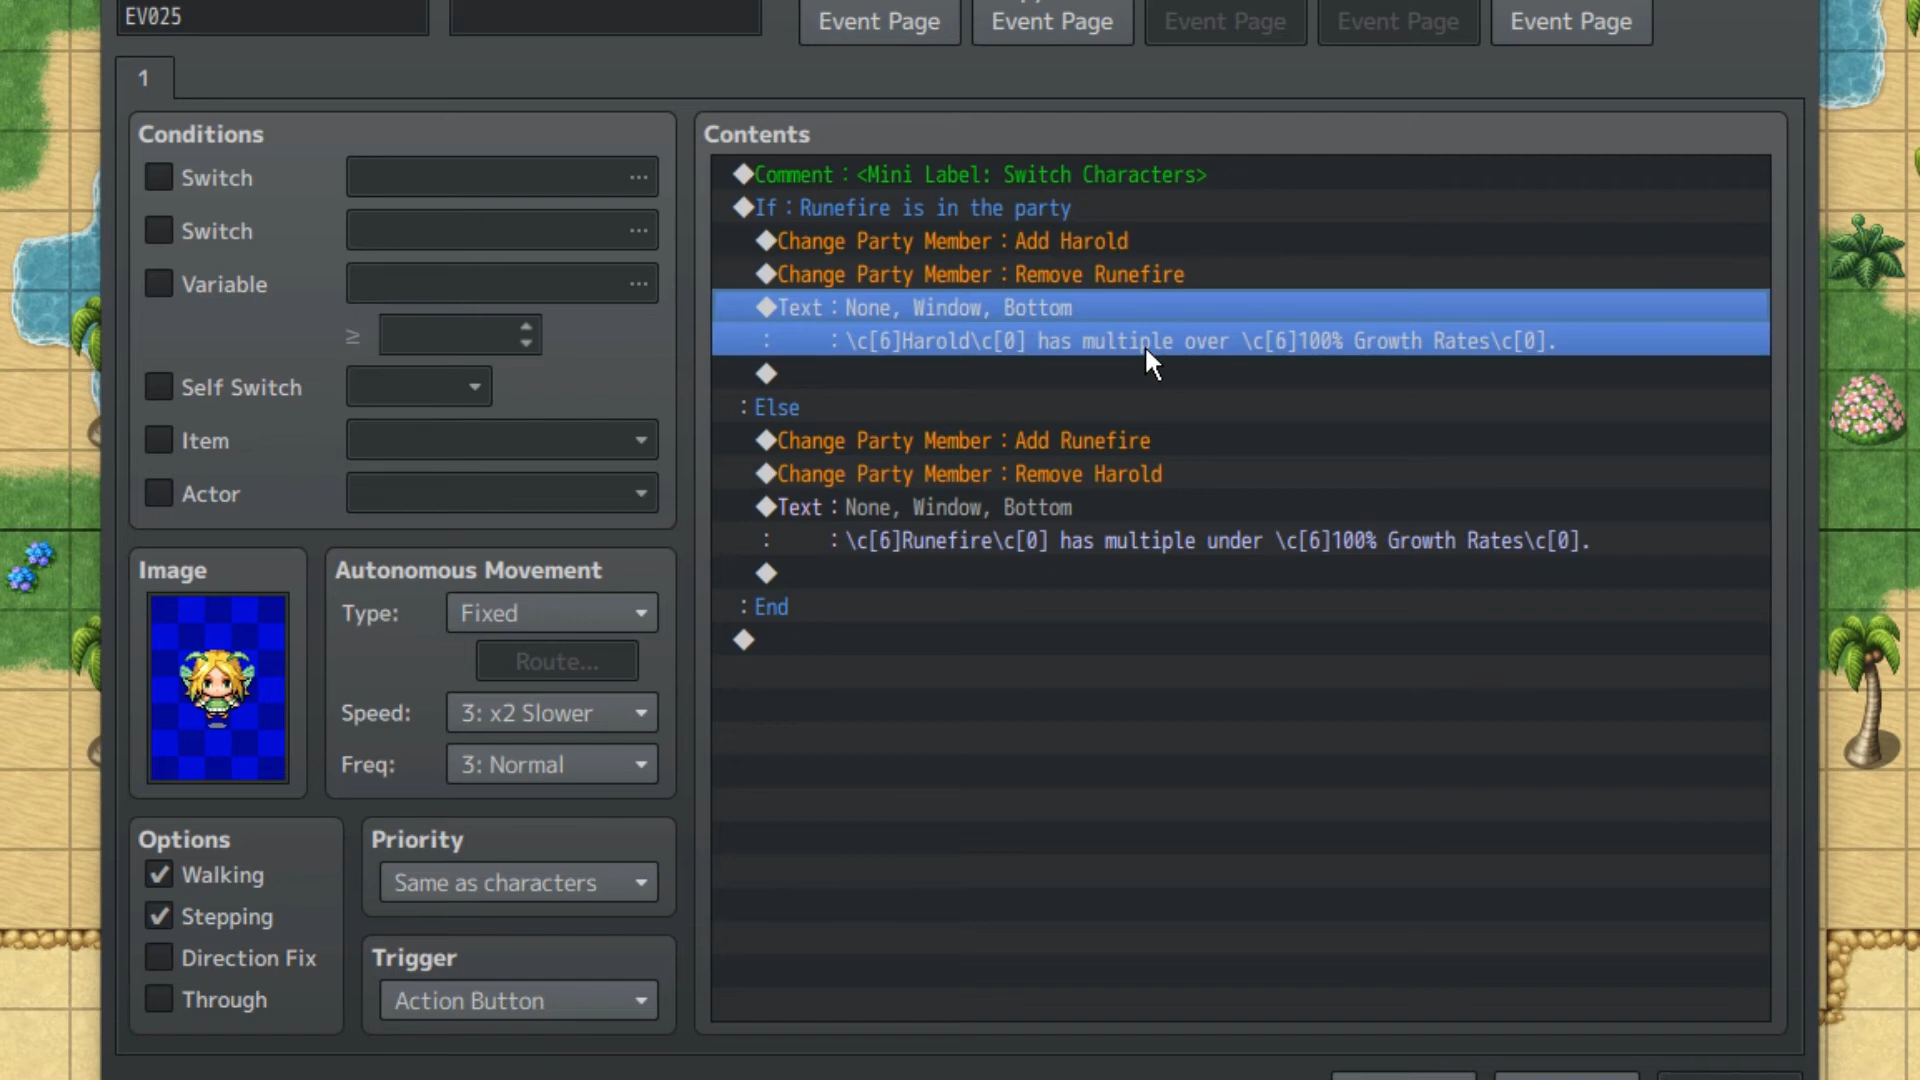 EV025
Event Page
Event Page
Event Page
Event Page
Event Page
1
Conditions
Switch
...
Switch
...
Variable
...
≥
Self Switch
Item
Actor
Image
Autonomous Movement
Type: Fixed
Route...
Speed: 3: x2 Slower
Freq: 3: Normal
Options
Walking
Stepping
Direction Fix
Through
Priority
Same as characters
Trigger
Action Button
Contents
◆Comment：<Mini Label: Switch Characters>
◆If：Runefire is in the party
◆Change Party Member：Add Harold
◆Change Party Member：Remove Runefire
◆Text：None, Window, Bottom
:     :\c[6]Harold\c[0] has multiple over \c[6]100% Growth Rates\c[0].
◆
:Else
◆Change Party Member：Add Runefire
◆Change Party Member：Remove Harold
◆Text：None, Window, Bottom
:     :\c[6]Runefire\c[0] has multiple under \c[6]100% Growth Rates\c[0].
◆
:End
◆